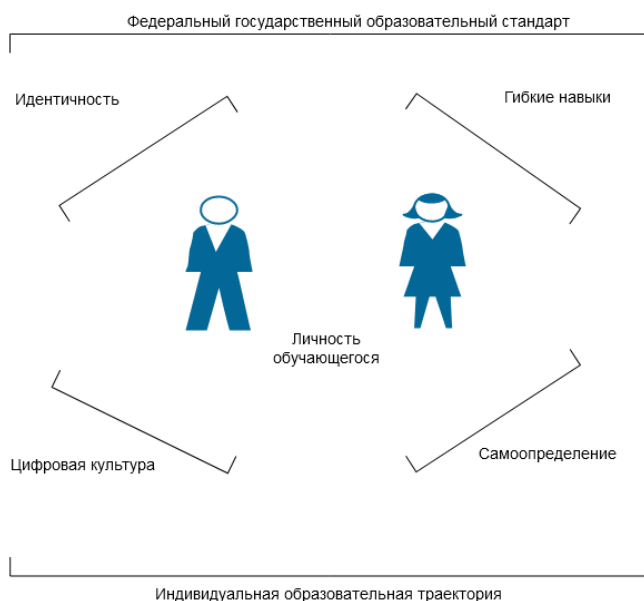 Федеральный государственный образовательный стандарт
Идентичность
Гибкие навыки
Личность
обучающегося
Цифровая культура
Самоопределение
Индивидуальная образовательная траектория